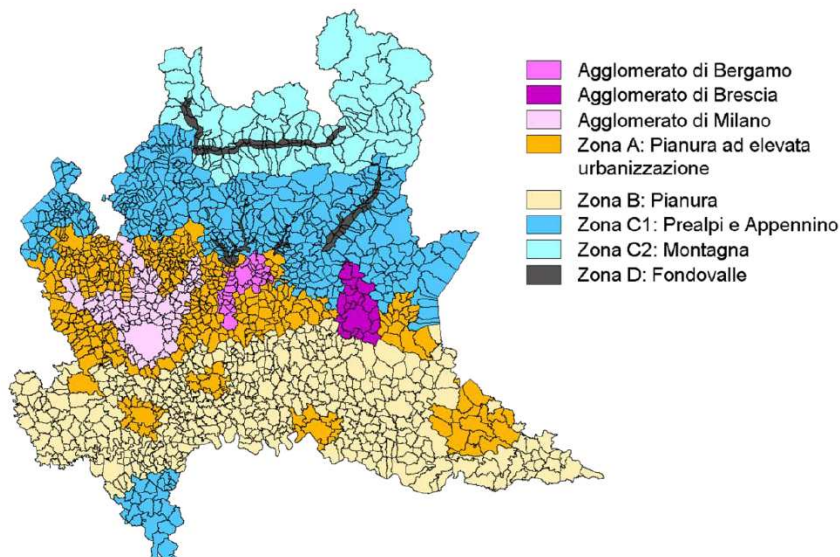 Agglomerato di Bergamo
Agglomerato di Brescia
Agglomerato di Milano
Zona A: Pianura ad elevata
urbanizzazione
Zona B: Pianura
Zona C1: Prealpi e Appennino
Zona C2: Montagna
Zona D: Fondovalle